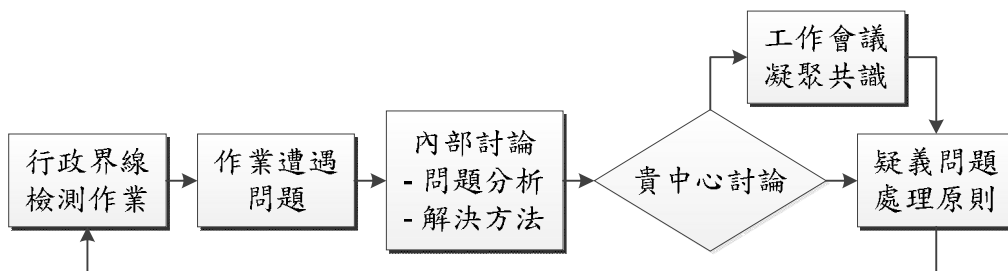 工作會議
凝聚共識
行政界線
檢測作業
作業遭遇
問題
內部討論
- 問題分析
- 解決方法
貴中心討論
疑義問題
處理原則